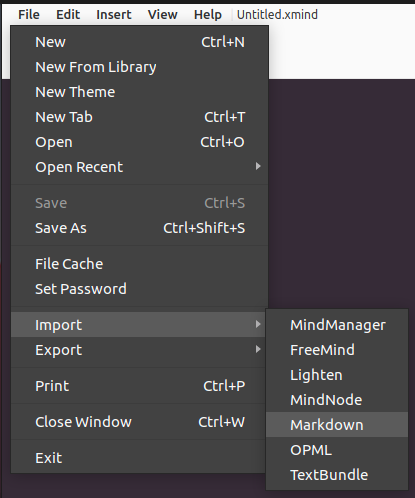 File Edit Insert View Help Untitled.xmind
New Ctrl+N
New From Library
New Theme
New Tab Ctrl+T
Open Ctrl+O
Open Recent
Save Ctrl+S
Save As Ctrl+Shift+S
File Cache
Set Password
Import
Export
Print Ctrl+P
Close Window Ctrl+W
Exit
MindManager
FreeMind
Lighten
MindNode
Markdown
OPML
TextBundle